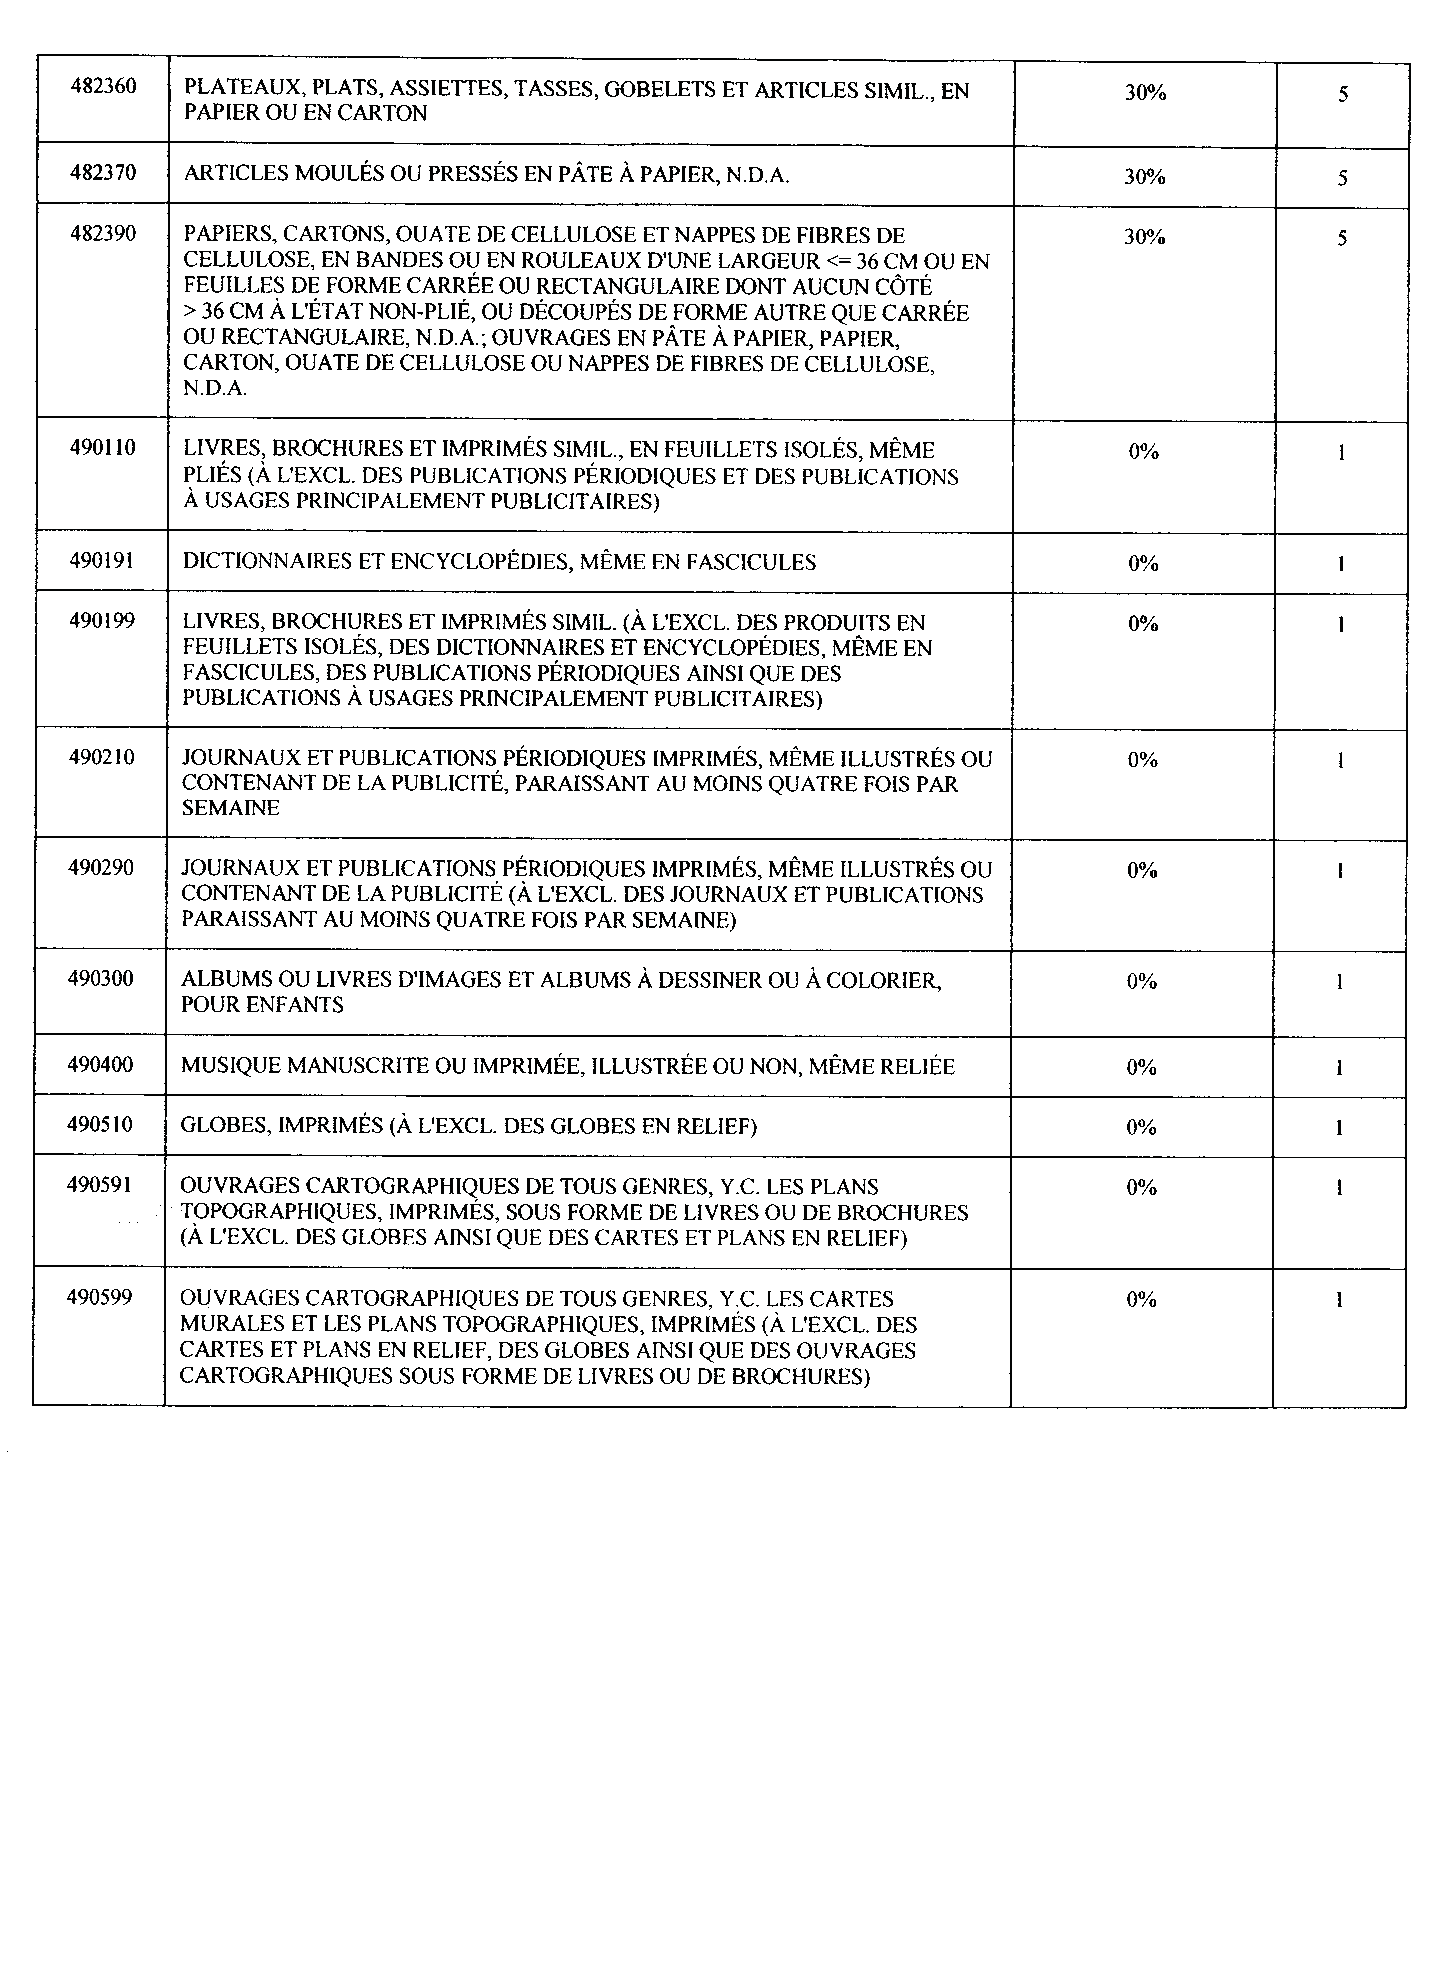 482360 PLATEAUX, PLATS, ASSIETTES, TASSES, GOBELETS ET ARTICLES SIMIL., EN 30% 5
PAPIER OU EN CARTON
482370 ARTICLES MOULÉS OU PRESSÉS EN PÂTE À PAPIER, N.D.A. 30% 5
482390 PAPIERS, CARTONS, OUATE DE CELLULOSE ET NAPPES DE FIBRES DE 30% 5
CELLULOSE, EN BANDES OU EN ROULEAUX D'UNE LARGEUR <= 36 CM OU EN
FEUILLES DE FORME CARRÉE OU RECTANGULAIRE DONT AUCUN CÔTÉ
> 36 CM À L'ÉTAT NON-PLIÉ, OU DÉCOUPÉS DE FORME AUTRE QUE CARRÉE
OU RECTANGULAIRE, N.D.A.; OUVRAGES EN PÂTE À PAPIER, PAPIER,
CARTON, OUATE DE CELLULOSE OU NAPPES DE FIBRES DE CELLULOSE,
N.D.A.
490110 LIVRES, BROCHURES ET IMPRIMÉS SIMIL., EN FEUILLETS ISOLÉS, MÊME 0% 1
PLIÉS (À L'EXCL. DES PUBLICATIONS PÉRIODIQUES ET DES PUBLICATIONS
À USAGES PRINCIPALEMENT PUBLICITAIRES)
490191 DICTIONNAIRES ET ENCYCLOPÉDIES, MÊME EN FASCICULES 0% 1
490199 LIVRES, BROCHURES ET IMPRIMÉS SIMIL. (À L'EXCL. DES PRODUITS EN 0% 1
FEUILLETS ISOLÉS, DES DICTIONNAIRES ET ENCYCLOPÉDIES, MÊME EN
FASCICULES, DES PUBLICATIONS PÉRIODIQUES AINSI QUE DES
PUBLICATIONS À USAGES PRINCIPALEMENT PUBLICITAIRES)
490210 JOURNAUX ET PUBLICATIONS PÉRIODIQUES IMPRIMÉS, MÊME ILLUSTRÉS OU 0% 1
CONTENANT DE LA PUBLICITÉ, PARAISSANT AU MOINS QUATRE FOIS PAR
SEMAINE
490290 JOURNAUX ET PUBLICATIONS PÉRIODIQUES IMPRIMÉS, MÊME ILLUSTRÉS OU 0% 1
CONTENANT DE LA PUBLICITÉ (À L'EXCL. DES JOURNAUX ET PUBLICATIONS
PARAISSANT AU MOINS QUATRE FOIS PAR SEMAINE)
490300 ALBUMS OU LIVRES D'IMAGES ET ALBUMS À DESSINER OU À COLORIER, 0% 1
POUR ENFANTS
490400 MUSIQUE MANUSCRITE OU IMPRIMÉE, ILLUSTRÉE OU NON, MÊME RELIÉE 0% 1
490510 GLOBES, IMPRIMÉS (À L'EXCL. DES GLOBES EN RELIEF) 0% 1
490591 OUVRAGES CARTOGRAPHIQUES DE TOUS GENRES, Y.C. LES PLANS 0% 1
TOPOGRAPHIQUES, IMPRIMÉS, SOUS FORME DE LIVRES OU DE BROCHURES
(À L'EXCL. DES GLOBES AINSI QUE DES CARTES ET PLANS EN RELIEF)
490599 OUVRAGES CARTOGRAPHIQUES DE TOUS GENRES, Y.C. LES CARTES 0% 1
MURALES ET LES PLANS TOPOGRAPHIQUES, IMPRIMÉS (À L'EXCL. DES
CARTES ET PLANS EN RELIEF, DES GLOBES AINSI QUE DES OUVRAGES
CARTOGRAPHIQUES SOUS FORME DE LIVRES OU DE BROCHURES)